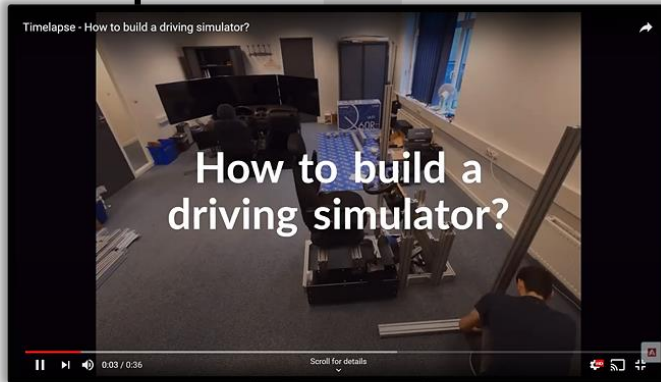 Timelapse - How to build a driving simulator?
How to build a
driving simulator?
0:03 / 0:36
Scroll for details